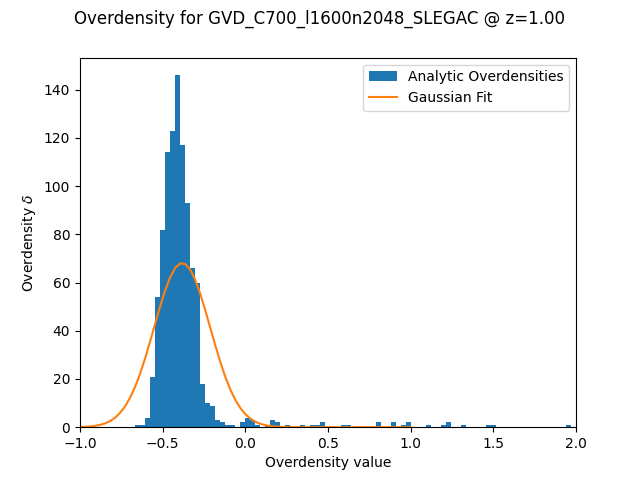 Overdensity for GVD_C700_l1600n2048_SLEGAC @ z=1.00
Analytic Overdensities
Gaussian Fit
Overdensity δ
140
120
100
80
60
40
20
0
−1.0 −0.5 0.0 0.5 1.0 1.5 2.0
Overdensity value